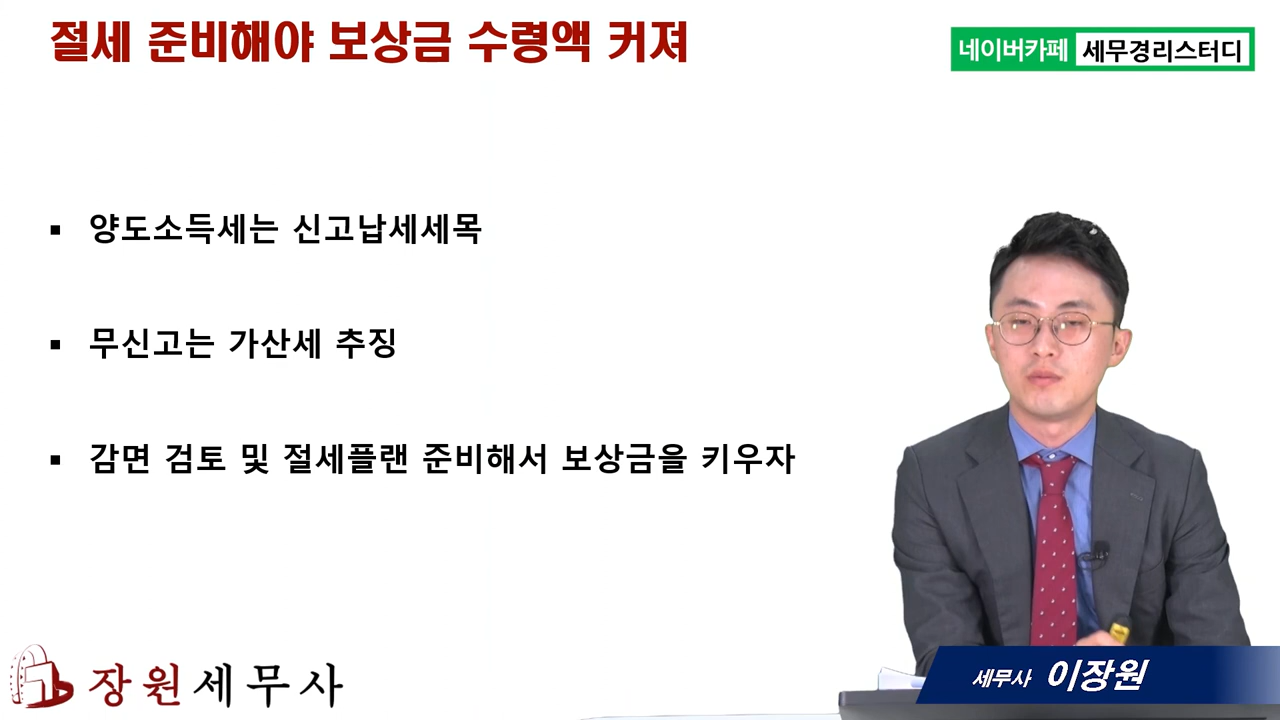 절세 준비해야 보상금 수령액 커져
네이버카페 세무경리스터디
▪ 양도소득세는 신고납세세목
▪ 무신고는 가산세 추징
▪ 감면 검토 및 절세플랜 준비해서 보상금을 키우자
장원세무사
세무사 이장원